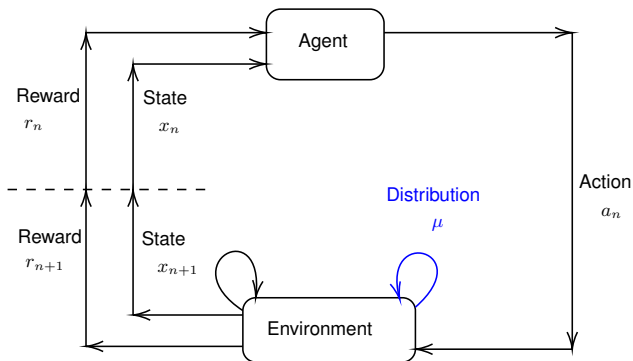 Agent
Reward
r_n
State
x_n
Action
a_n
Distribution
μ
Reward
r_{n+1}
State
x_{n+1}
Environment